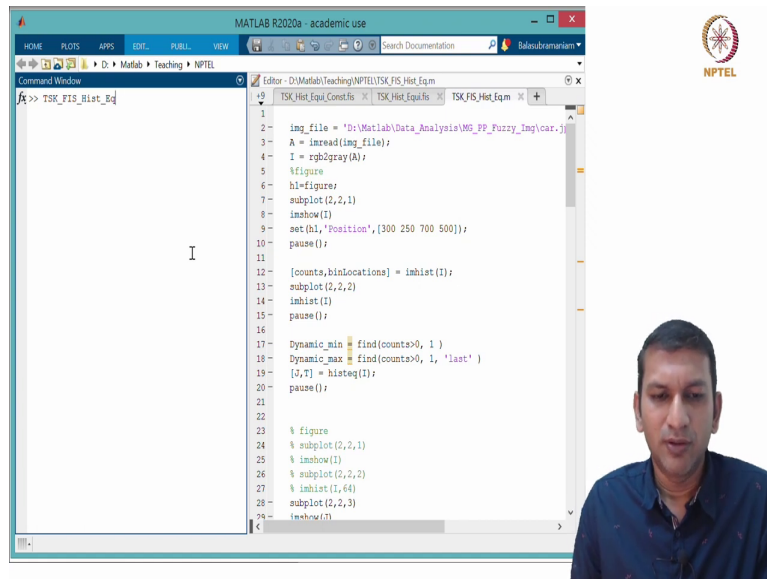 MATLAB R2020a - academic use
HOME PLOTS APPS EDIT... PUBLI... VIEW Search Documentation Balasubramaniam
D: Matlab Teaching NPTEL
Command Window
fx >> TSK_FIS_Hist_Eq
Editor - D:\Matlab\Teaching\NPTEL\TSK_FIS_Hist_Eq.m
+9 TSK_Hist_Equi_Const.fis TSK_Hist_Equi.fis TSK_FIS_Hist_Eq.m
1
2 img_file = 'D:\Matlab\Data_Analysis\MG_PP_Fuzzy_Img\car.j
3 A = imread(img_file);
4 I = rgb2gray(A);
5 %figure
6 h1=figure;
7 subplot(2,2,1)
8 imshow(I)
9 set(h1,'Position',[300 250 700 500]);
10 pause();
11
12 [counts,binLocations] = imhist(I);
13 subplot(2,2,2)
14 imhist(I)
15 pause();
16
17 Dynamic_min = find(counts>0, 1 )
18 Dynamic_max = find(counts>0, 1, 'last' )
19 [J,T] = histeq(I);
20 pause();
21
22
23 % figure
24 % subplot(2,2,1)
25 % imshow(I)
26 % subplot(2,2,2)
27 % imhist(I,64)
28 subplot(2,2,3)
29 imshow(J)
NPTEL